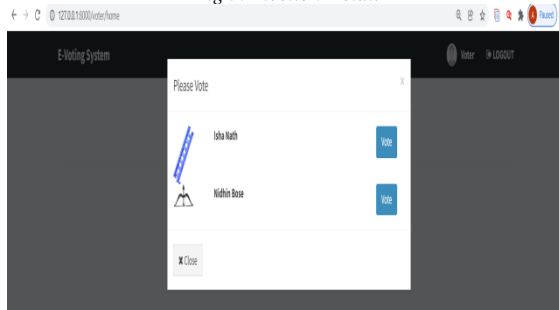 127.0.0.1:8000/voter/home
Paused
E-Voting System
Voter LOGOUT
Please Vote
x
Isha Nath
Vote
Nidhin Bose
Vote
✖ Close